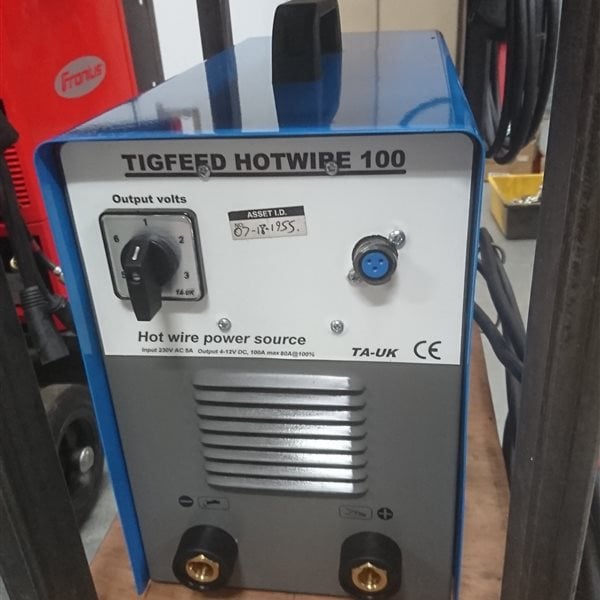 Fronius
TIGFEED HOTWIRE 100
Output volts
ASSET I.D.
NO. 07-18-1955.
1
6 2
5 3
TA-UK
Hot wire power source
Input 230V AC 5A Output 4-12V DC, 100A max 80A@100%
TA-UK CE